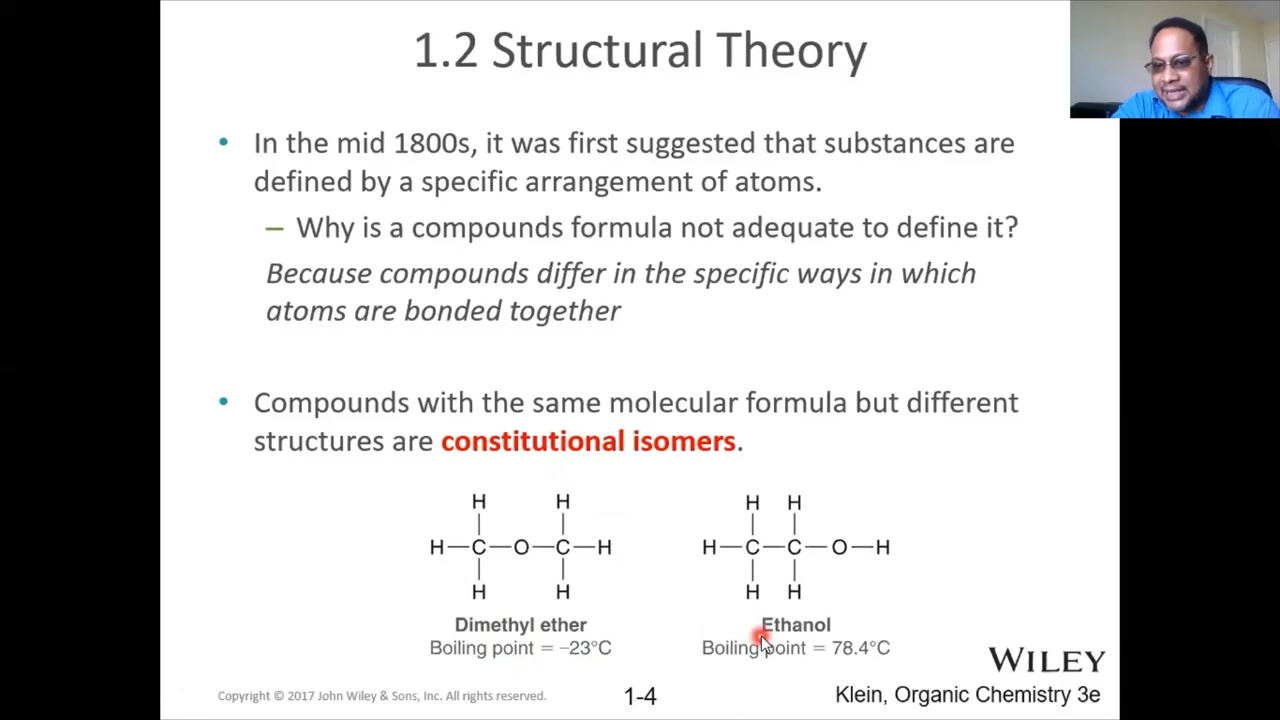 1.2 Structural Theory
• In the mid 1800s, it was first suggested that substances are
defined by a specific arrangement of atoms.
– Why is a compounds formula not adequate to define it?
Because compounds differ in the specific ways in which
atoms are bonded together
• Compounds with the same molecular formula but different
structures are constitutional isomers.
H H H H
H—C—O—C—H H—C—C—O—H
H H H H
Dimethyl ether Ethanol
Boiling point = –23°C Boiling point = 78.4°C
WILEY
Copyright © 2017 John Wiley & Sons, Inc. All rights reserved. 1-4 Klein, Organic Chemistry 3e